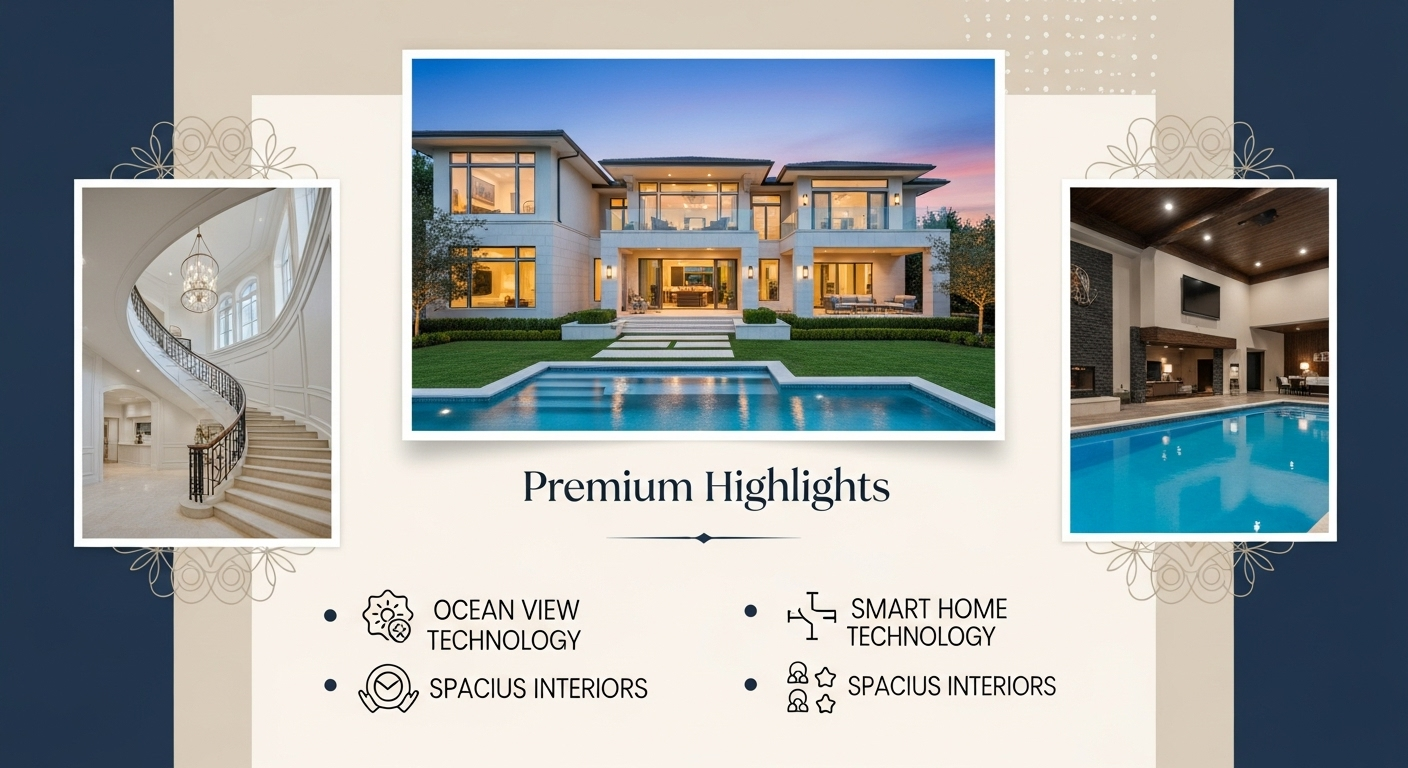 Premium Highlights
OCEAN VIEW
TECHNOLOGY
SPACIUS INTERIORS
SMART HOME
TECHNOLOGY
SPACIUS INTERIORS